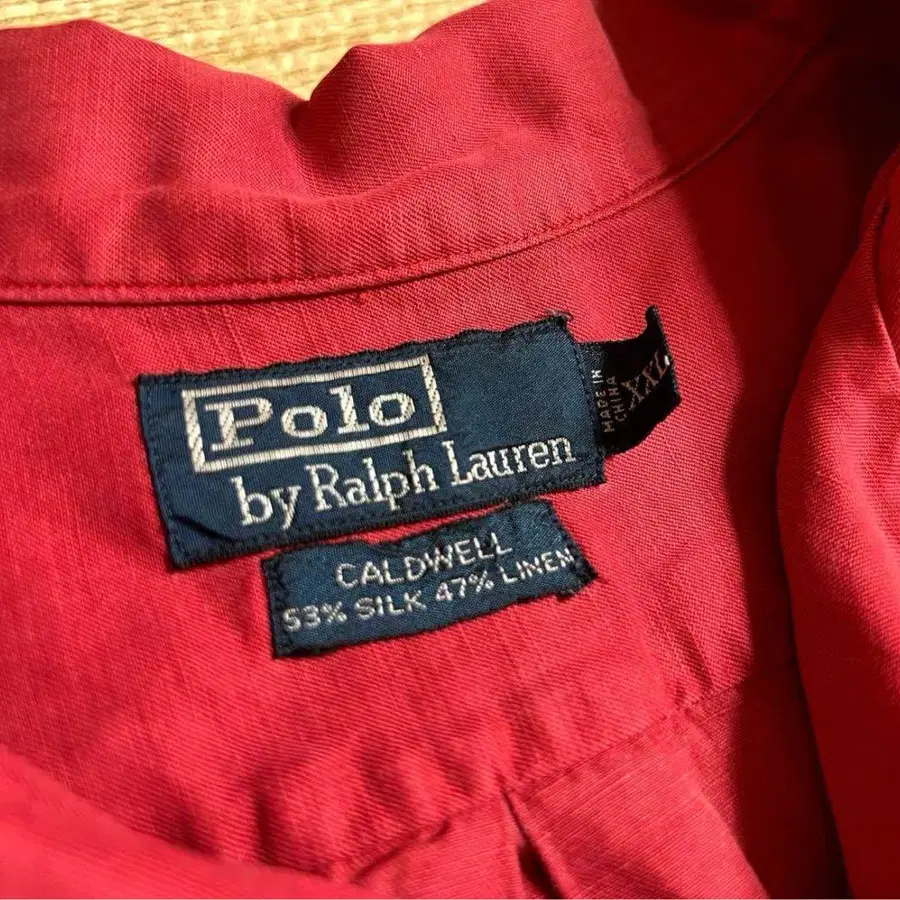 Polo
by Ralph Lauren
MADE IN
CHINA
XXL
CALDWELL
53% SILK 47% LINEN